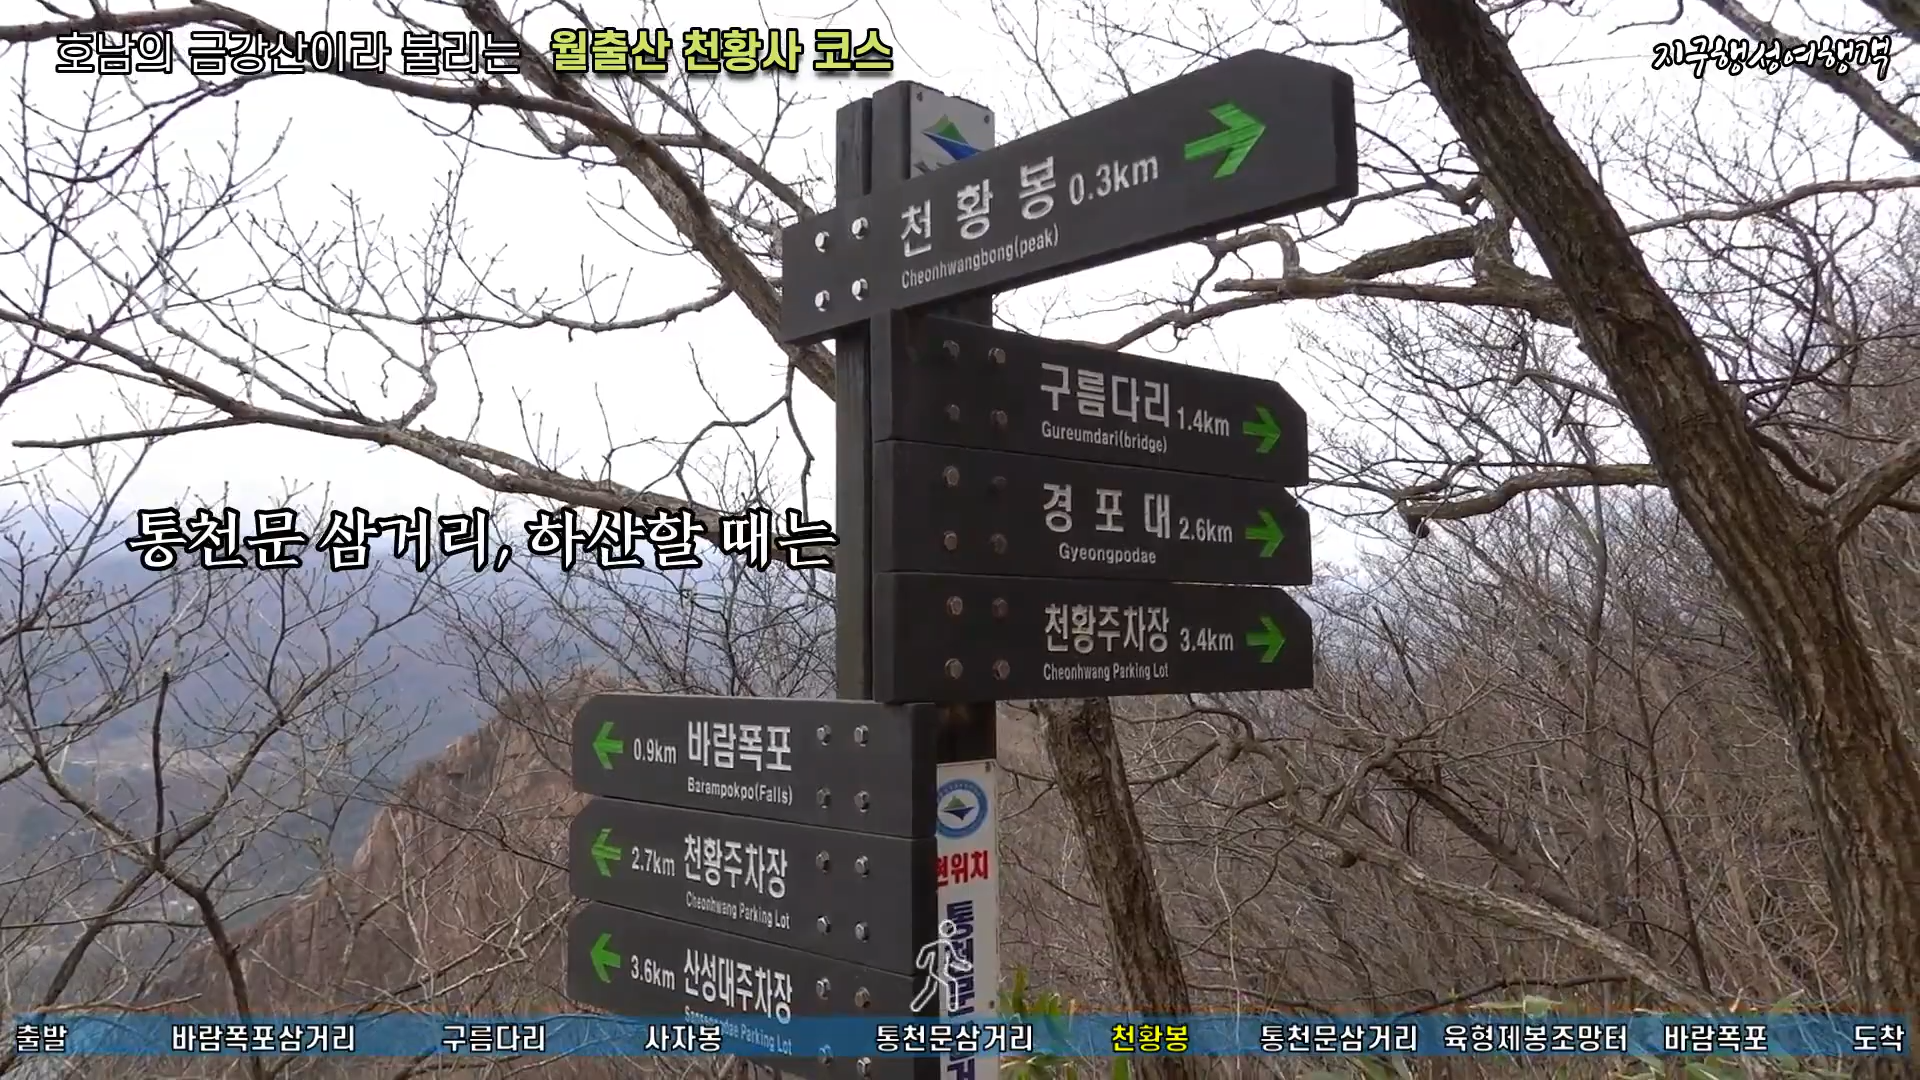 호남의 금강산이라 불리는 월출산 천황사 코스
지구행성여행객
천황봉 0.3km
Cheonhwangbong(peak)
구름다리 1.4km
Gureumdari(bridge)
경포대 2.6km
Gyeongpodae
통천문 삼거리, 하산할 때는
천황주차장 3.4km
Cheonhwang Parking Lot
0.9km 바람폭포
Barampokpo(Falls)
2.7km 천황주차장
Cheonhwang Parking Lot
현위치
3.6km 산성대주차장
Parking Lot
출발 바람폭포삼거리 구름다리 사자봉 통천문삼거리 천황봉 통천문삼거리 육형제봉조망터 바람폭포 도착